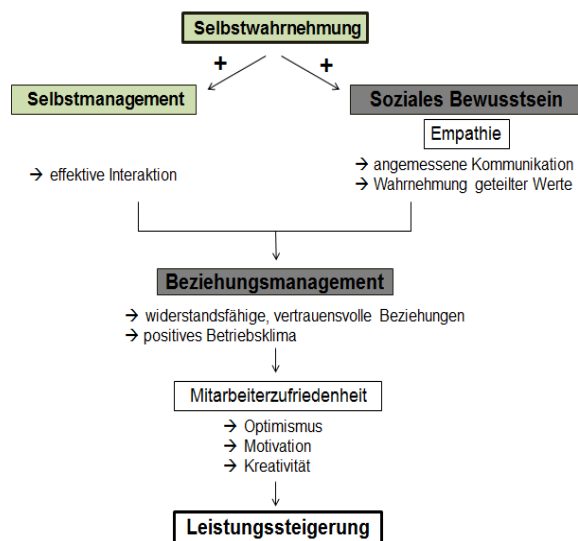 Selbstwahrnehmung
+ +
Selbstmanagement
Soziales Bewusstsein
Empathie
→ effektive Interaktion
→ angemessene Kommunikation
→ Wahrnehmung geteilter Werte
Beziehungsmanagement
→ widerstandsfähige, vertrauensvolle Beziehungen
→ positives Betriebsklima
Mitarbeiterzufriedenheit
→ Optimismus
→ Motivation
→ Kreativität
Leistungssteigerung